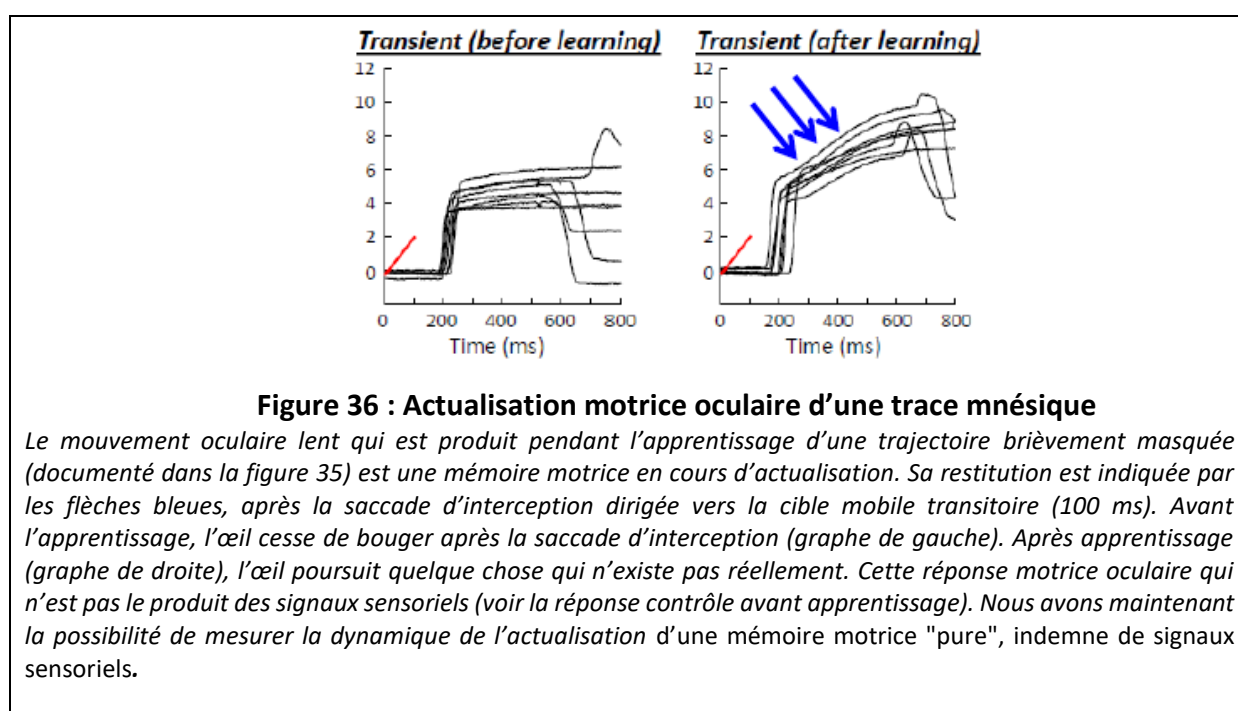 Transient (before learning) Transient (after learning)
12 12
10 10
8 8
6 6
4 4
2 2
0 0
0 200 400 600 800 0 200 400 600 800
Time (ms) Time (ms)
Figure 36 : Actualisation motrice oculaire d’une trace mnésique
Le mouvement oculaire lent qui est produit pendant l’apprentissage d’une trajectoire brièvement masquée
(documenté dans la figure 35) est une mémoire motrice en cours d’actualisation. Sa restitution est indiquée par
les flèches bleues, après la saccade d’interception dirigée vers la cible mobile transitoire (100 ms). Avant
l’apprentissage, l’œil cesse de bouger après la saccade d’interception (graphe de gauche). Après apprentissage
(graphe de droite), l’œil poursuit quelque chose qui n’existe pas réellement. Cette réponse motrice oculaire qui
n’est pas le produit des signaux sensoriels (voir la réponse contrôle avant apprentissage). Nous avons maintenant
la possibilité de mesurer la dynamique de l’actualisation d’une mémoire motrice "pure", indemne de signaux
sensoriels.